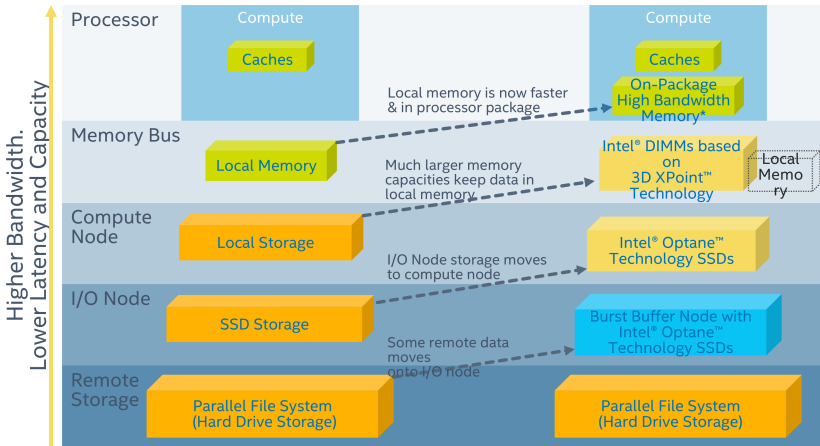 Higher Bandwidth.
Lower Latency and Capacity
Processor
Compute
Caches
Compute
Caches
On-Package
High Bandwidth
Memory*
Local memory is now faster
& in processor package
Memory Bus
Local Memory
Much larger memory
capacities keep data in
local memory
Intel® DIMMs based
on
3D XPoint™
Technology
Local
Memo
ry
Compute
Node
Local Storage
I/O Node storage moves
to compute node
Intel® Optane™
Technology SSDs
I/O Node
SSD Storage
Some remote data
moves
onto I/O node
Burst Buffer Node with
Intel® Optane™
Technology SSDs
Remote
Storage
Parallel File System
(Hard Drive Storage)
Parallel File System
(Hard Drive Storage)